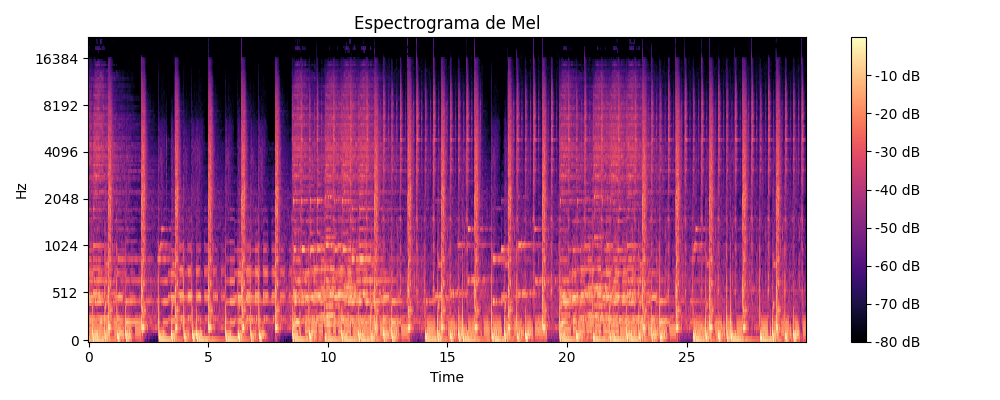 Espectrograma de Mel
Hz
16384
8192
4096
2048
1024
512
0
0 5 10 15 20 25
Time
-10 dB
-20 dB
-30 dB
-40 dB
-50 dB
-60 dB
-70 dB
-80 dB